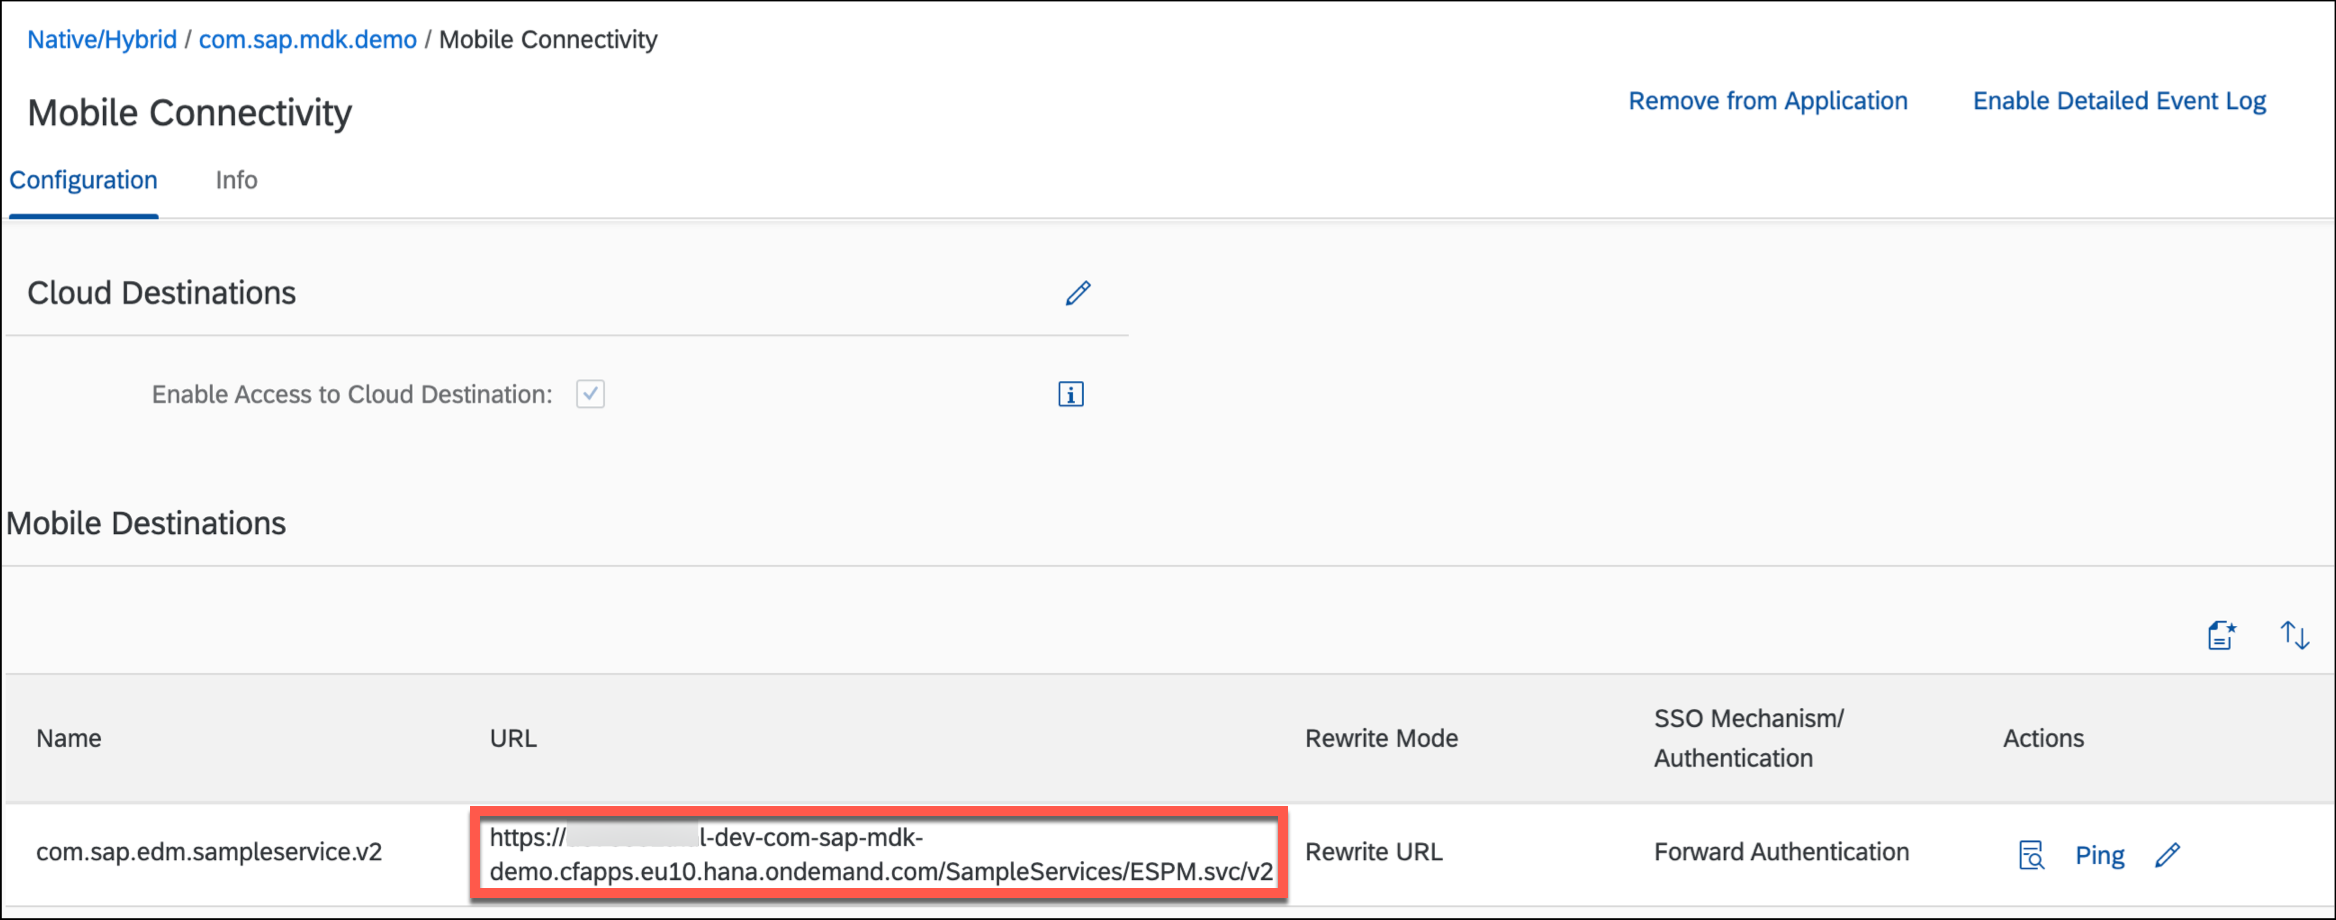 Native/Hybrid / com.sap.mdk.demo / Mobile Connectivity
Mobile Connectivity
Remove from Application
Enable Detailed Event Log
Configuration
Info
Cloud Destinations
Enable Access to Cloud Destination:
Mobile Destinations
Name
URL
Rewrite Mode
SSO Mechanism/
Authentication
Actions
com.sap.edm.sampleservice.v2
https:// l-dev-com-sap-mdk-
demo.cfapps.eu10.hana.ondemand.com/SampleServices/ESPM.svc/v2
Rewrite URL
Forward Authentication
Ping